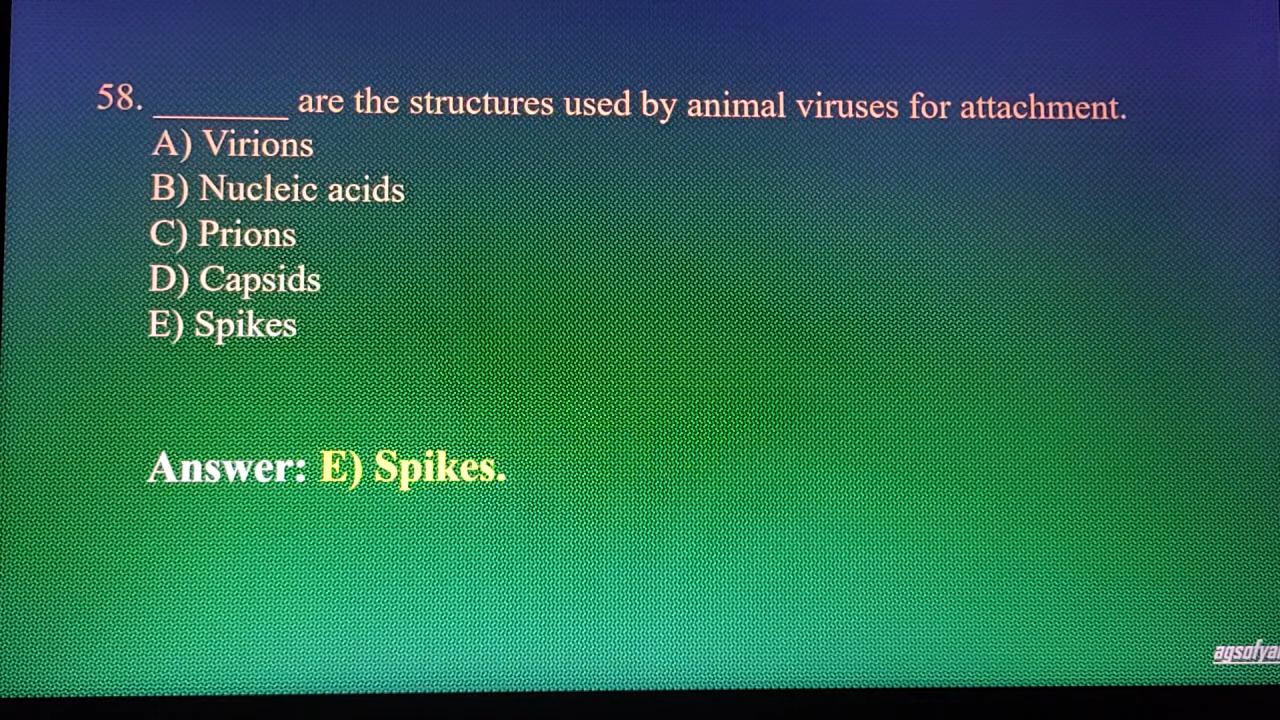 58. ________ are the structures used by animal viruses for attachment.
A) Virions
B) Nucleic acids
C) Prions
D) Capsids
E) Spikes
Answer: E) Spikes.